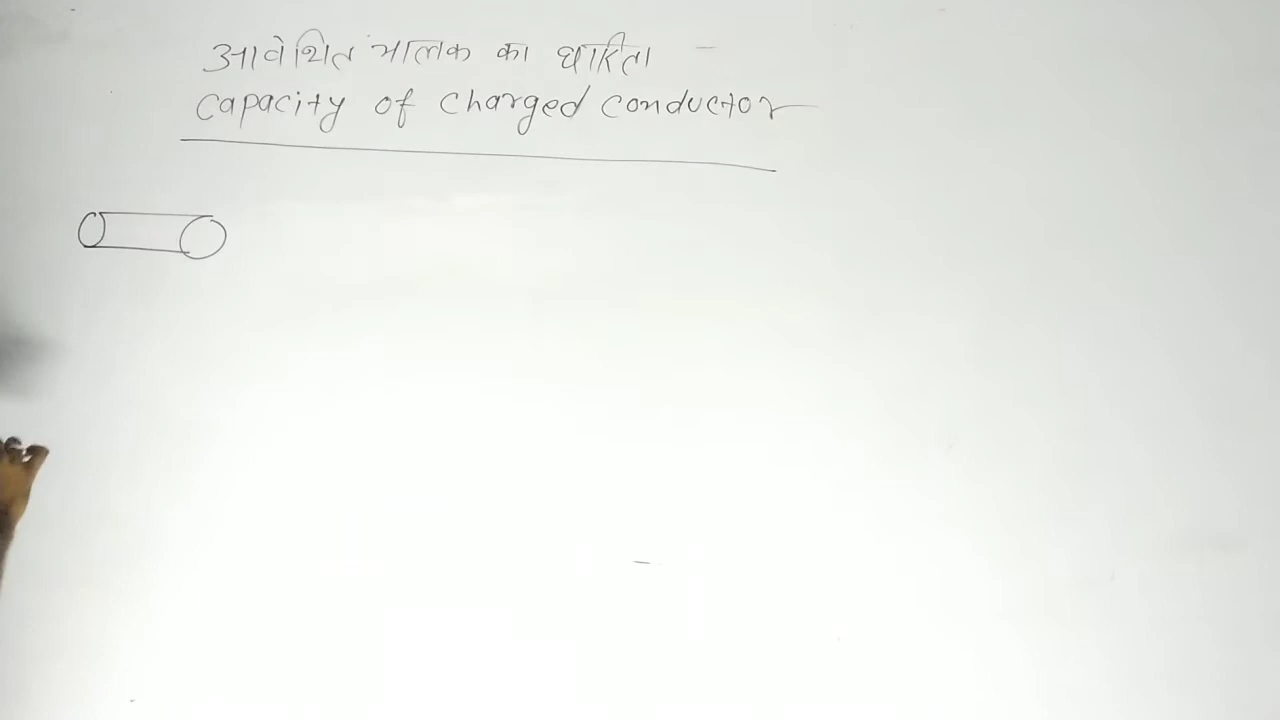 आवेशित चालक का धारिता –
Capacity of Charged Conductor